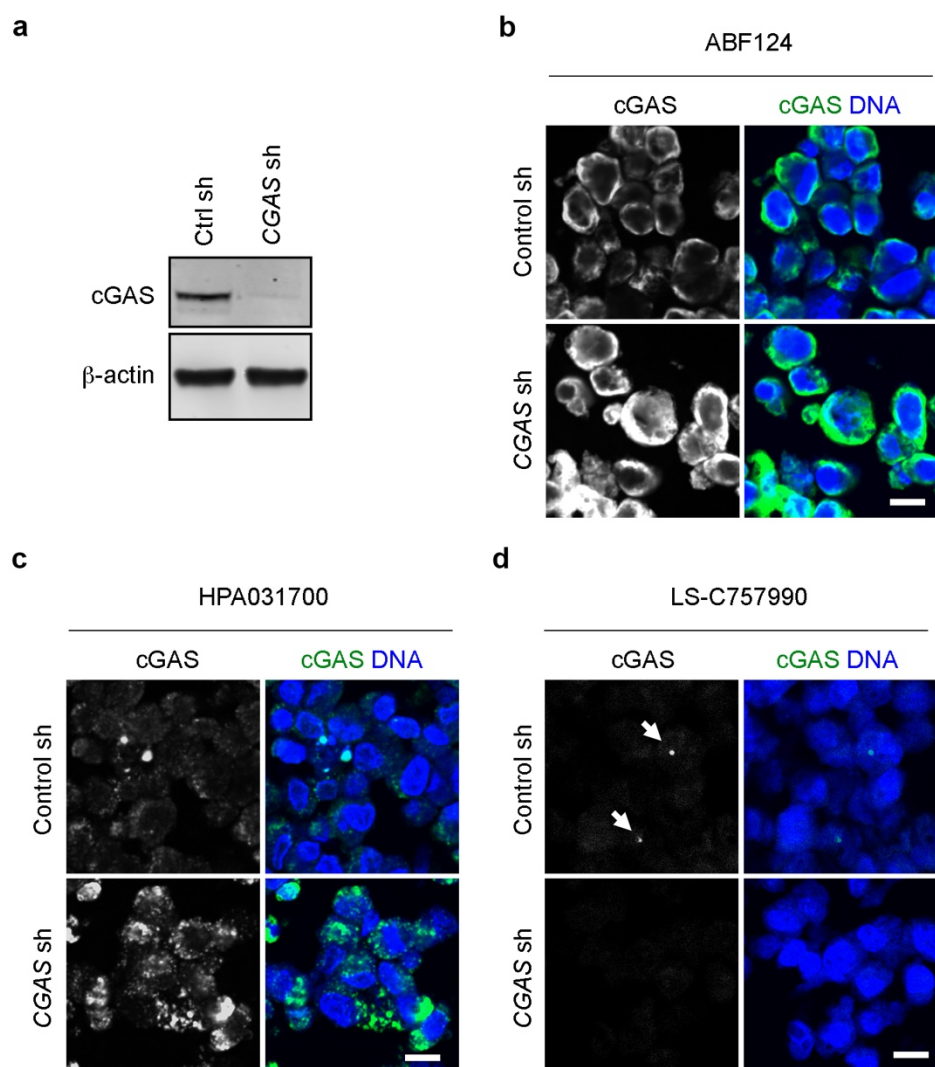 a
Ctrl sh
CGAS sh
cGAS
β-actin
b
ABF124
cGAS
cGAS DNA
Control sh
CGAS sh
c
HPA031700
cGAS
cGAS DNA
Control sh
CGAS sh
d
LS-C757990
cGAS
cGAS DNA
Control sh
CGAS sh